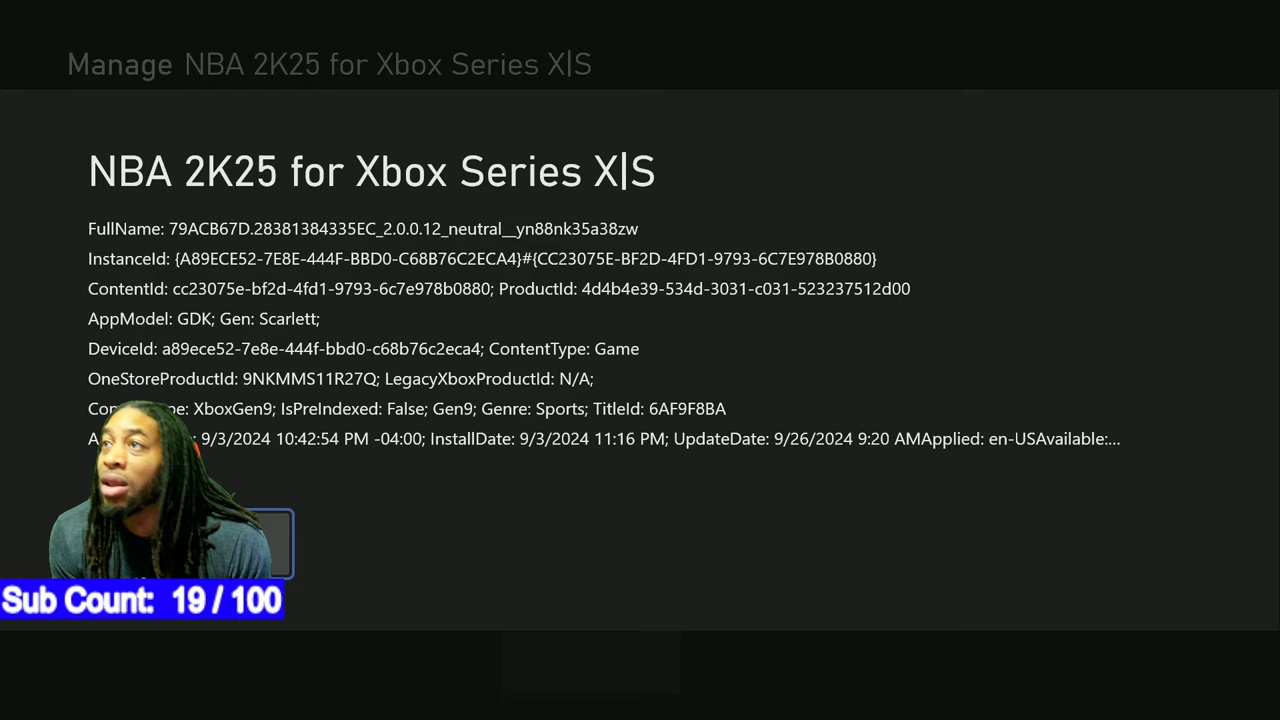 Manage NBA 2K25 for Xbox Series X|S
NBA 2K25 for Xbox Series X|S
FullName: 79ACB67D.28381384335EC_2.0.0.12_neutral__yn88nk35a38zw
InstanceId: {A89ECE52-7E8E-444F-BBD0-C68B76C2ECA4}#{CC23075E-BF2D-4FD1-9793-6C7E978B0880}
ContentId: cc23075e-bf2d-4fd1-9793-6c7e978b0880; ProductId: 4d4b4e39-534d-3031-c031-523237512d00
AppModel: GDK; Gen: Scarlett;
DeviceId: a89ece52-7e8e-444f-bbd0-c68b76c2eca4; ContentType: Game
OneStoreProductId: 9NKMMS11R27Q; LegacyXboxProductId: N/A;
XboxGen9; IsPreIndexed: False; Gen9; Genre: Sports; TitleId: 6AF9F8BA
9/3/2024 10:42:54 PM -04:00; InstallDate: 9/3/2024 11:16 PM; UpdateDate: 9/26/2024 9:20 AMApplied: en-USAvailable:...
Sub Count: 19 / 100